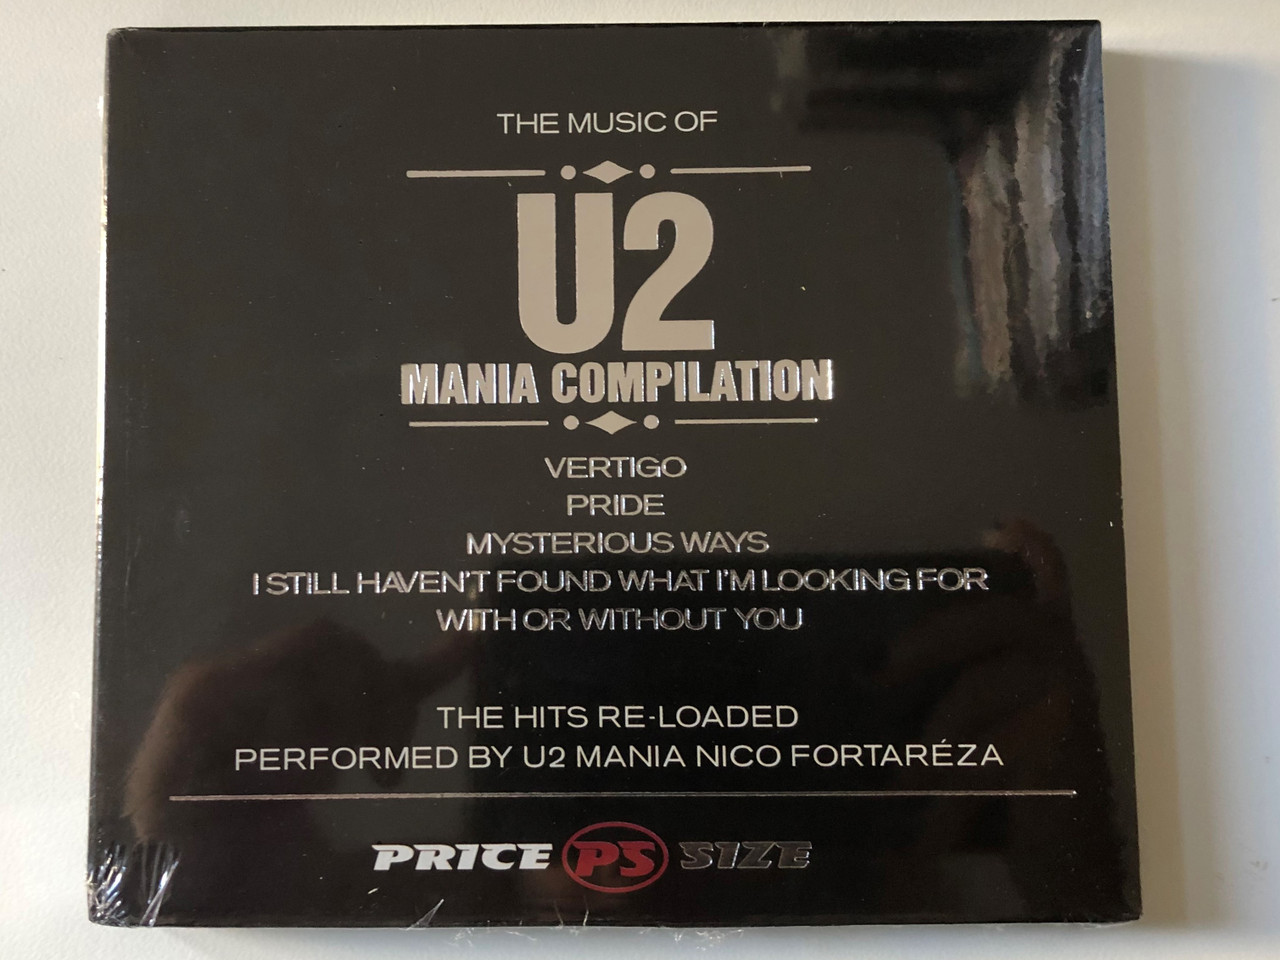 THE MUSIC OF
U2
MANIA COMPILATION
VERTIGO
PRIDE
MYSTERIOUS WAYS
I STILL HAVEN'T FOUND WHAT I'M LOOKING FOR
WITH OR WITHOUT YOU
THE HITS RE-LOADED
PERFORMED BY U2 MANIA NICO FORTARÉZA
PRICE PS SIZE